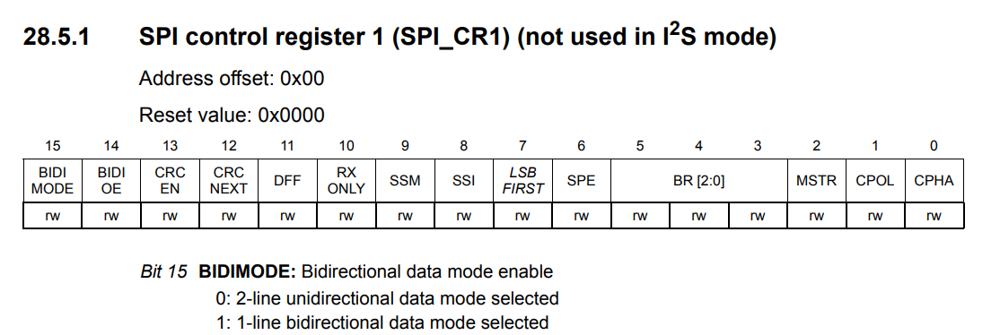 28.5.1 SPI control register 1 (SPI_CR1) (not used in I2S mode)
Address offset: 0x00
Reset value: 0x0000
15 14 13 12 11 10 9 8 7 6 5 4 3 2 1 0
BIDI MODE BIDI OE CRC EN CRC NEXT DFF RX ONLY SSM SSI LSB FIRST SPE BR [2:0] MSTR CPOL CPHA
rw rw rw rw rw rw rw rw rw rw rw rw rw rw rw rw
Bit 15 BIDIMODE: Bidirectional data mode enable
0: 2-line unidirectional data mode selected
1: 1-line bidirectional data mode selected